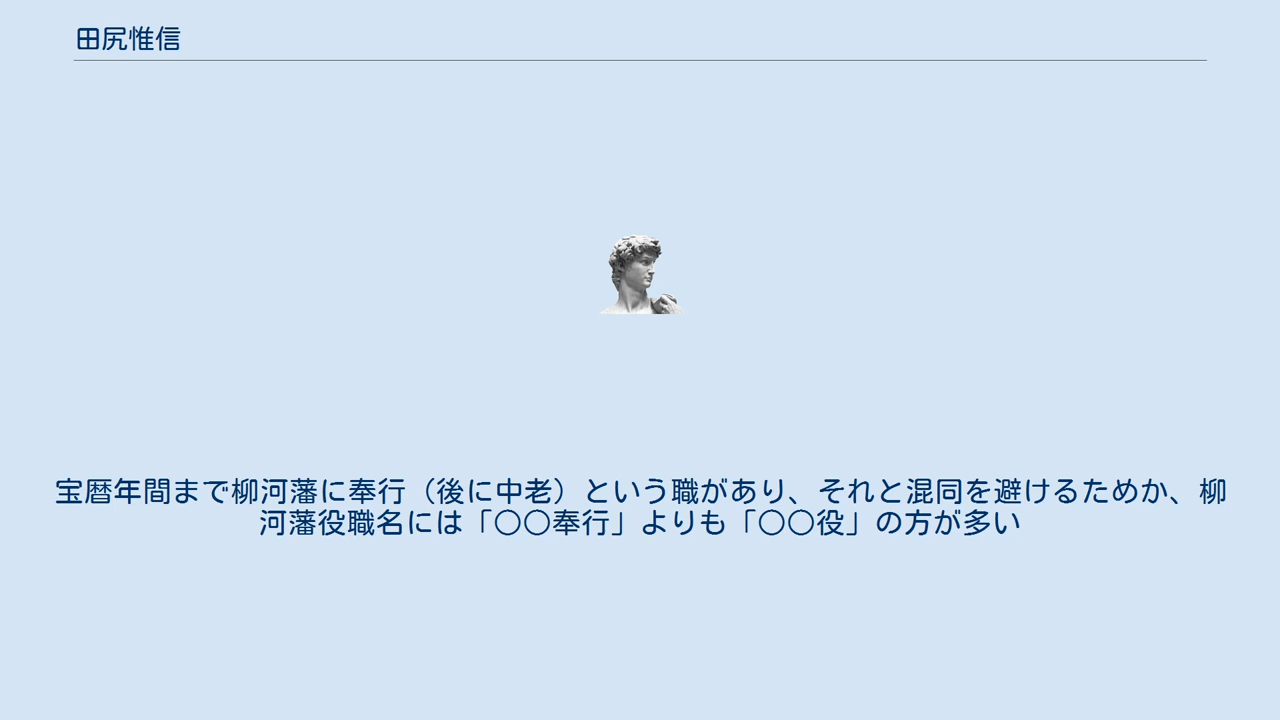 田尻惟信
宝暦年間まで柳河藩に奉行（後に中老）という職があり、それと混同を避けるためか、柳
河藩役職名には「〇〇奉行」よりも「〇〇役」の方が多い